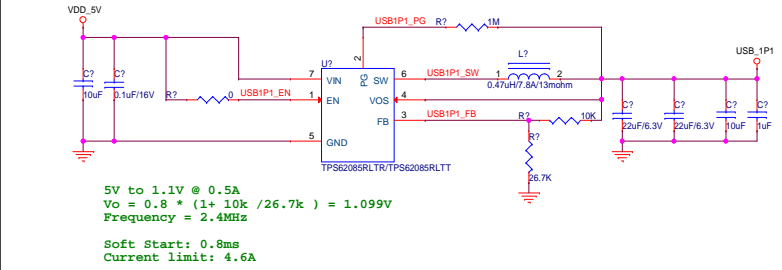 VDD_5V
USB1P1_PG R? 1M
USB_1P1
2
U? L?
C? C? 7 VIN PG SW 6 USB1P1_SW 1 2 C? C? C? C?
10uF 0.1uF/16V R? 0 USB1P1_EN 1 EN VOS 4 0.47uH/7.8A/13mohm
FB 3 USB1P1_FB R? 10K 22uF/6.3V 22uF/6.3V 10uF 1uF
5 GND R?
TPS62085RLTR/TPS62085RLTT 26.7K
5V to 1.1V @ 0.5A
Vo = 0.8 * (1+ 10k /26.7k ) = 1.099V
Frequency = 2.4MHz
Soft Start: 0.8ms
Current limit: 4.6A